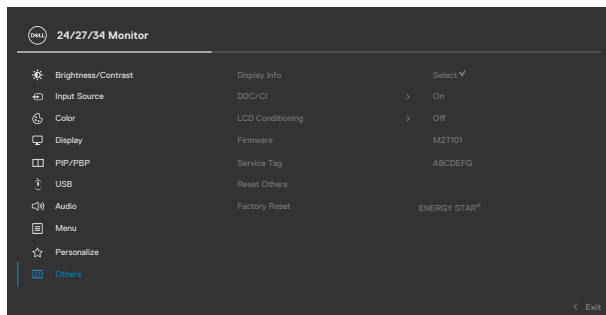 DELL 24/27/34 Monitor
Brightness/Contrast Display Info Select
Input Source DDC/CI > On
Color LCD Conditioning > Off
Display Firmware M2T101
PIP/PBP Service Tag ABCDEFG
USB Reset Others
Audio Factory Reset ENERGY STAR®
Menu
Personalize
Others
< Exit